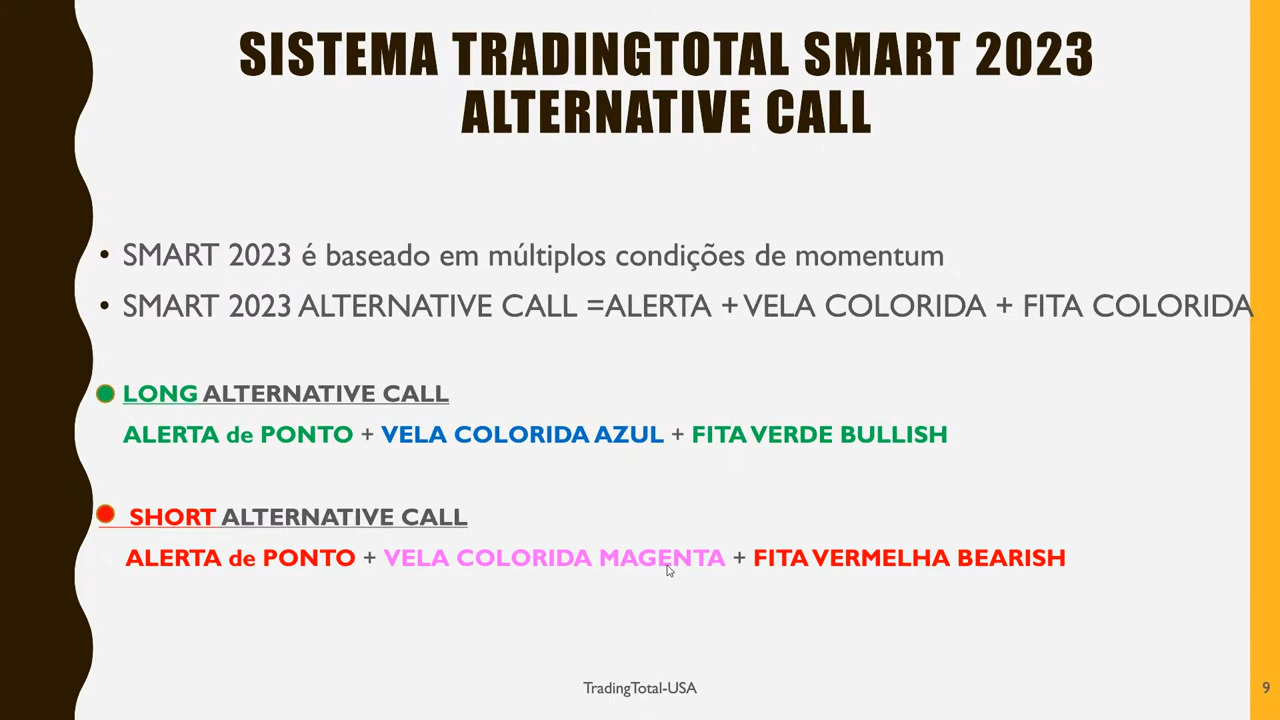 SISTEMA TRADINGTOTAL SMART 2023
ALTERNATIVE CALL
• SMART 2023 é baseado em múltiplos condições de momentum
• SMART 2023 ALTERNATIVE CALL =ALERTA + VELA COLORIDA + FITA COLORIDA
LONG ALTERNATIVE CALL
ALERTA de PONTO + VELA COLORIDA AZUL + FITA VERDE BULLISH
SHORT ALTERNATIVE CALL
ALERTA de PONTO + VELA COLORIDA MAGENTA + FITA VERMELHA BEARISH
TradingTotal-USA
9